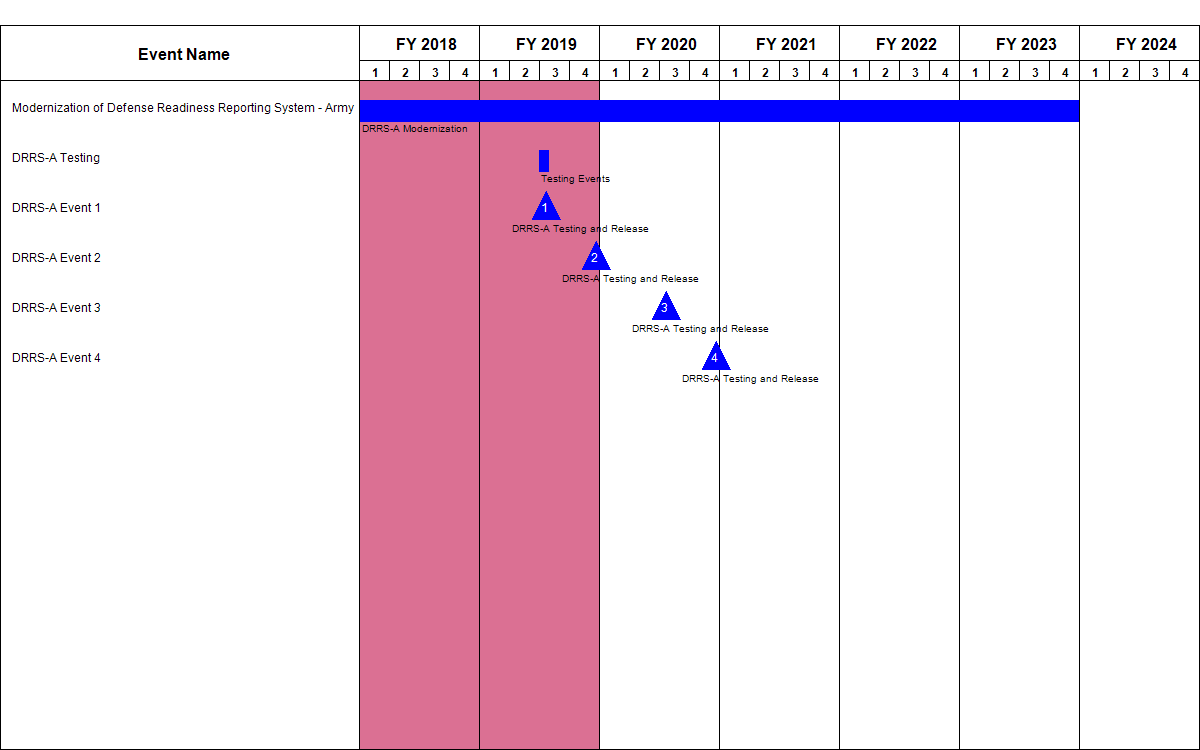 Event Name
FY 2018 FY 2019 FY 2020 FY 2021 FY 2022 FY 2023 FY 2024
1 2 3 4 1 2 3 4 1 2 3 4 1 2 3 4 1 2 3 4 1 2 3 4 1 2 3 4
Modernization of Defense Readiness Reporting System - Army
DRRS-A Modernization
DRRS-A Testing
Testing Events
DRRS-A Event 1
1
DRRS-A Testing and Release
DRRS-A Event 2
2
DRRS-A Testing and Release
DRRS-A Event 3
3
DRRS-A Testing and Release
DRRS-A Event 4
4
DRRS-A Testing and Release